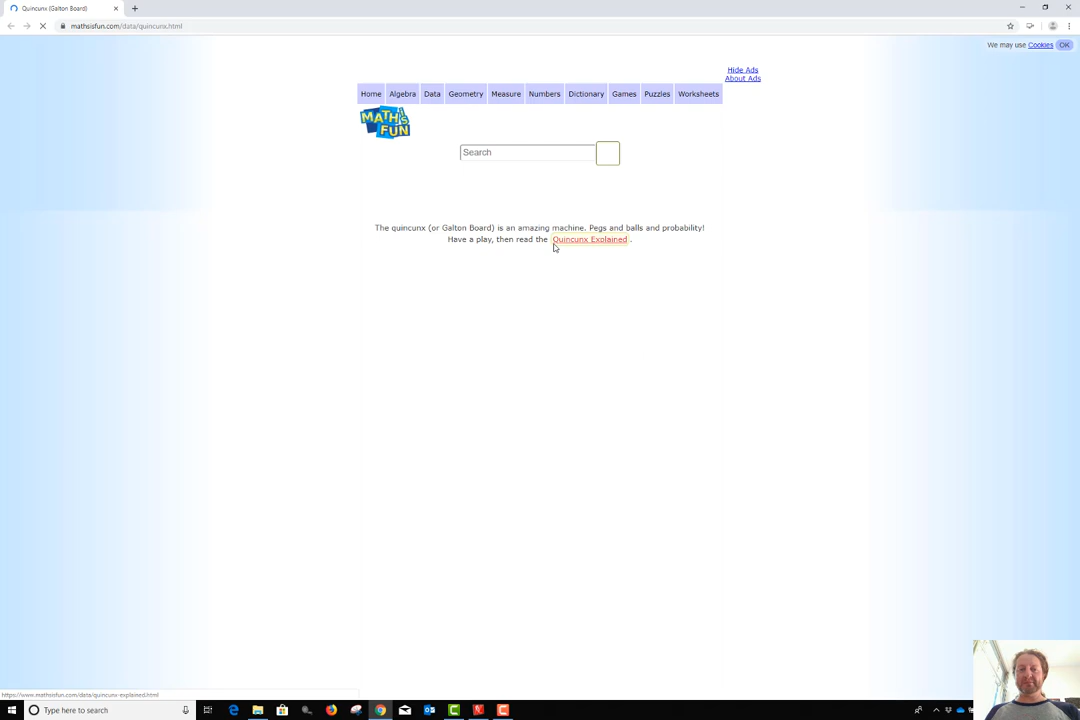 Quincunx (Galton Board)
mathsisfun.com/data/quincunx.html
We may use Cookies OK
Hide Ads
About Ads
Home Algebra Data Geometry Measure Numbers Dictionary Games Puzzles Worksheets
MATH IS FUN
Search
The quincunx (or Galton Board) is an amazing machine. Pegs and balls and probability!
Have a play, then read the Quincunx Explained .
https://www.mathsisfun.com/data/quincunx-explained.html
Type here to search